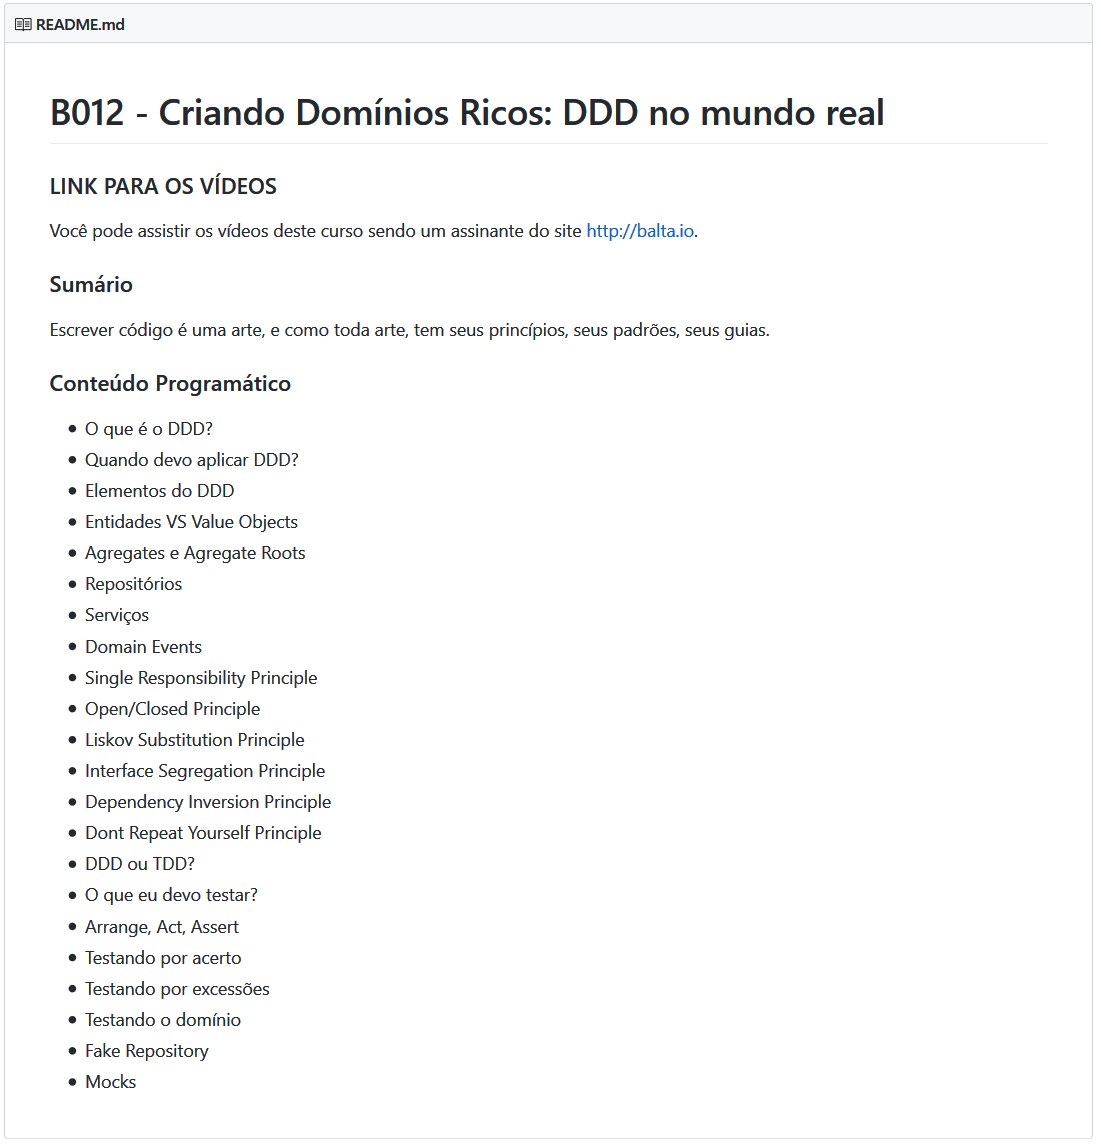 README.md
B012 - Criando Domínios Ricos: DDD no mundo real
LINK PARA OS VÍDEOS
Você pode assistir os vídeos deste curso sendo um assinante do site http://balta.io.
Sumário
Escrever código é uma arte, e como toda arte, tem seus princípios, seus padrões, seus guias.
Conteúdo Programático
• O que é o DDD?
• Quando devo aplicar DDD?
• Elementos do DDD
• Entidades VS Value Objects
• Agregates e Agregate Roots
• Repositórios
• Serviços
• Domain Events
• Single Responsibility Principle
• Open/Closed Principle
• Liskov Substitution Principle
• Interface Segregation Principle
• Dependency Inversion Principle
• Dont Repeat Yourself Principle
• DDD ou TDD?
• O que eu devo testar?
• Arrange, Act, Assert
• Testando por acerto
• Testando por excessões
• Testando o domínio
• Fake Repository
• Mocks